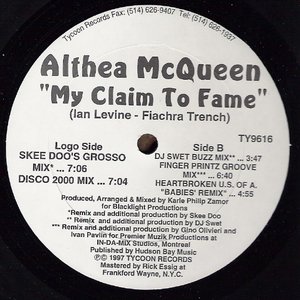 Tycoon Records Fax: (514) 626-9407 Tel: (514) 626-1937
Althea McQueen
"My Claim To Fame"
(Ian Levine - Fiachra Trench)
TY9616
Logo Side
SKEE DOO'S GROSSO
MIX* ... 7:06
DISCO 2000 MIX ... 7:04
Side B
DJ SWET BUZZ MIX** ... 3:47
FINGER PRINTZ GROOVE
MIX*** ... 4:40
HEARTBROKEN U.S. OF A.
"BABIES' REMIX" ... 3:55
Produced, Arranged & Mixed by Karle Philip Zamor
for Blacklight Productions
*Remix and additional production by Skee Doo
** Remix and additional production by DJ Swet
***Remix and additional production by Gino Olivieri and
Ivan Pavlin for Premier Muzik Productions at
IN-DA-MIX Studios, Montreal
Published by Hudson Bay Music
℗© 1997 TYCOON RECORDS
Mastered by Rick Essig at
Frankford Wayne, N.Y.C.